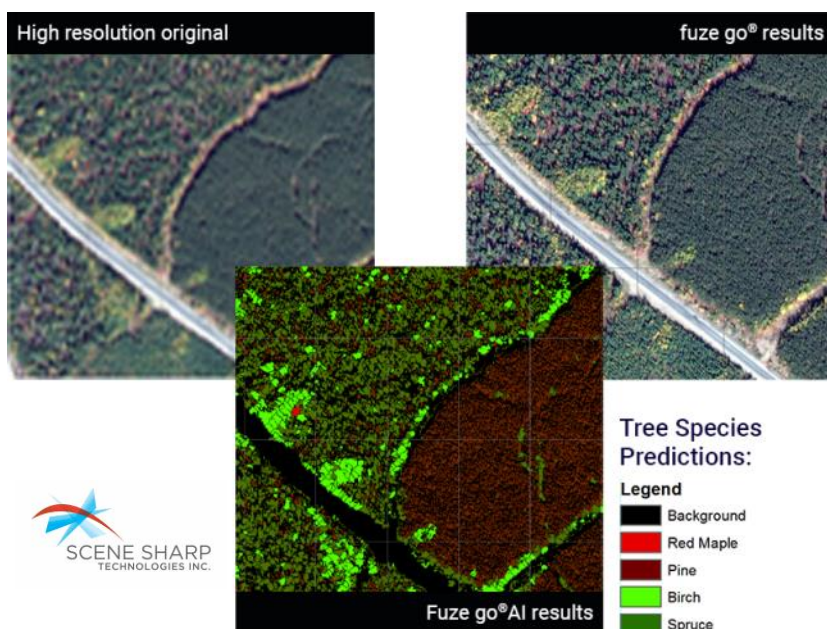 High resolution original
fuze go® results
Fuze go®AI results
Tree Species
Predictions:
Legend
Background
Red Maple
Pine
Birch
Spruce
SCENE SHARP
TECHNOLOGIES INC.